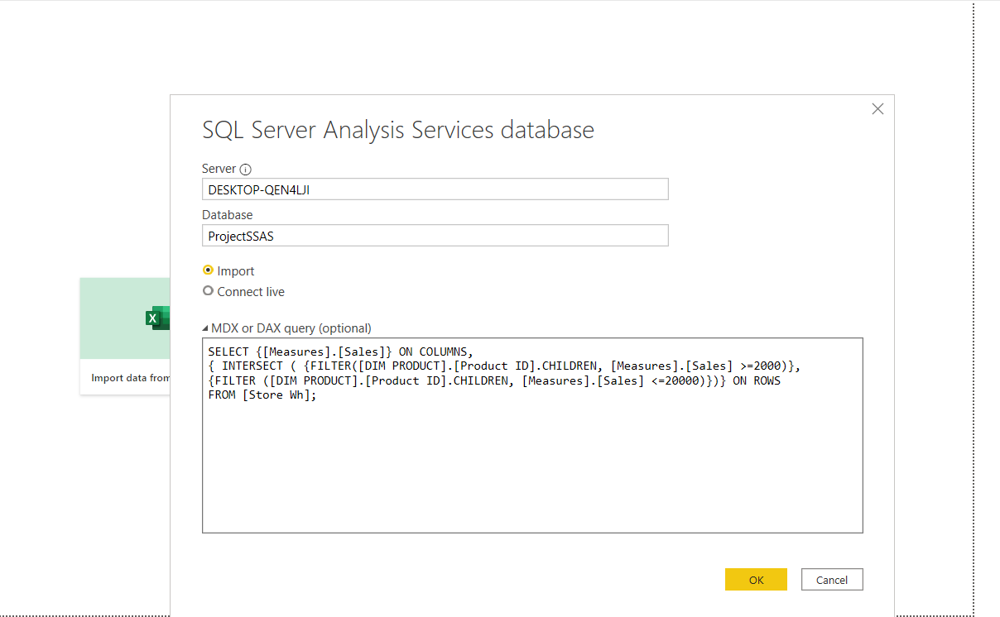 SQL Server Analysis Services database
Server
DESKTOP-QEN4LJI
Database
ProjectSSAS
Import
Connect live
MDX or DAX query (optional)
SELECT {[Measures].[Sales]} ON COLUMNS,
{ INTERSECT ( {FILTER([DIM PRODUCT].[Product ID].CHILDREN, [Measures].[Sales] >=2000)},
{FILTER ([DIM PRODUCT].[Product ID].CHILDREN, [Measures].[Sales] <=20000)})} ON ROWS
FROM [Store Wh];
X
Import data from
OK
Cancel